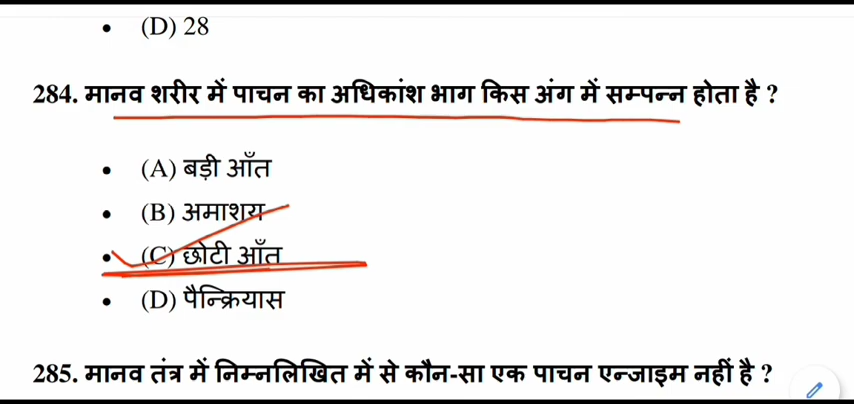 (D) 28
284. मानव शरीर में पाचन का अधिकांश भाग किस अंग में सम्पन्न होता है ?
(A) बड़ी आँत
(B) अमाशय
(C) छोटी आँत
(D) पैन्क्रियास
285. मानव तंत्र में निम्नलिखित में से कौन-सा एक पाचन एन्जाइम नहीं है ?